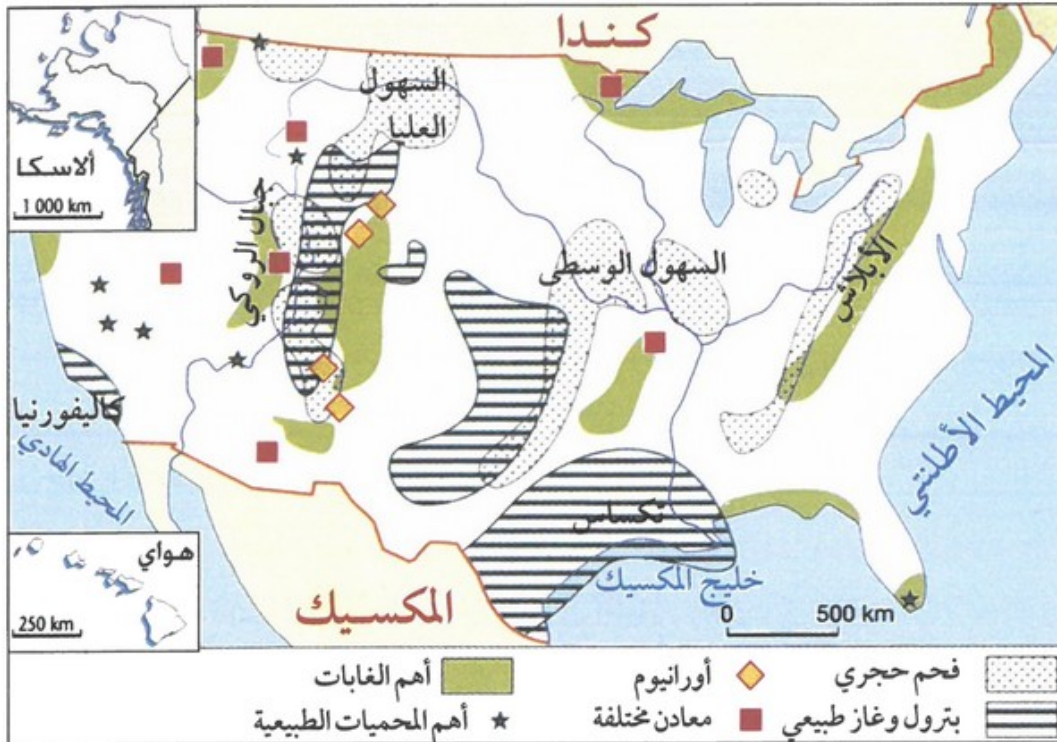 كندا
السهول
العليا
ألاسكا
1 000 km
جبال الروكي
السهول الوسطى
الأبلاش
كاليفورنيا
المحيط الهادي
المحيط الأطلنتي
تكساس
خليج المكسيك
المكسيك
هواي
250 km
0 500 km
فحم حجري
أورانيوم
أهم الغابات
بترول وغاز طبيعي
معادن مختلفة
أهم المحميات الطبيعية